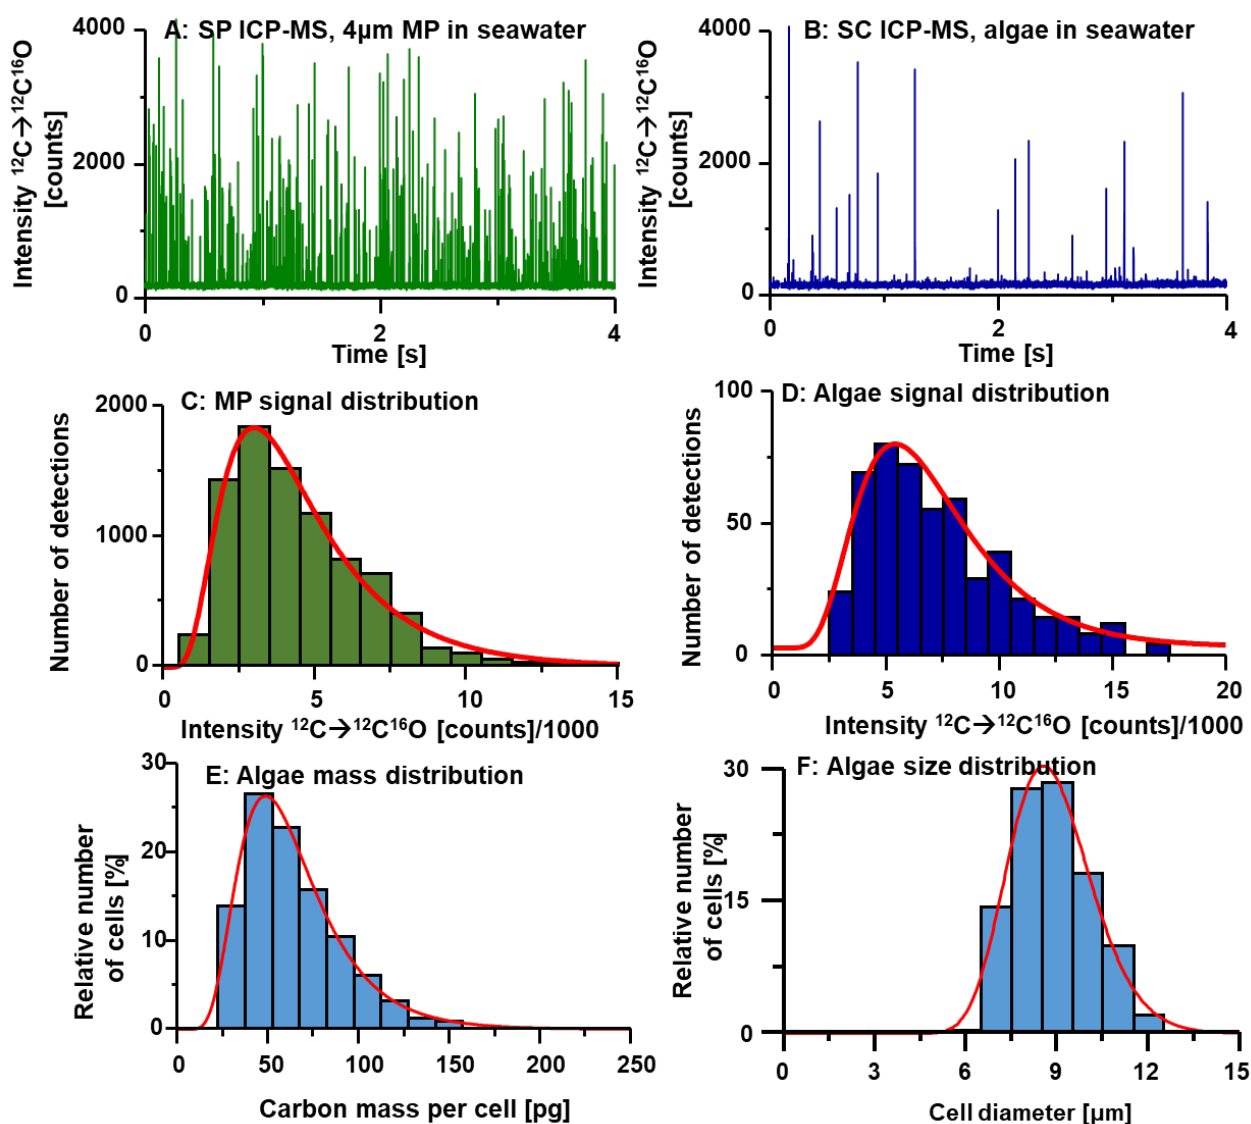 A: SP ICP-MS, 4µm MP in seawater
Intensity ¹²C→¹²C¹⁶O
[counts]
4000
2000
0
0
2
4
Time [s]
B: SC ICP-MS, algae in seawater
Intensity ¹²C→¹²C¹⁶O
[counts]
4000
2000
0
0
2
4
Time [s]
C: MP signal distribution
Number of detections
2000
1000
0
0
5
10
15
Intensity ¹²C→¹²C¹⁶O [counts]/1000
D: Algae signal distribution
Number of detections
100
50
0
0
5
10
15
20
Intensity ¹²C→¹²C¹⁶O [counts]/1000
E: Algae mass distribution
Relative number
of cells [%]
30
20
10
0
0
50
100
150
200
250
Carbon mass per cell [pg]
F: Algae size distribution
Relative number
of cells [%]
30
15
0
0
3
6
9
12
15
Cell diameter [µm]